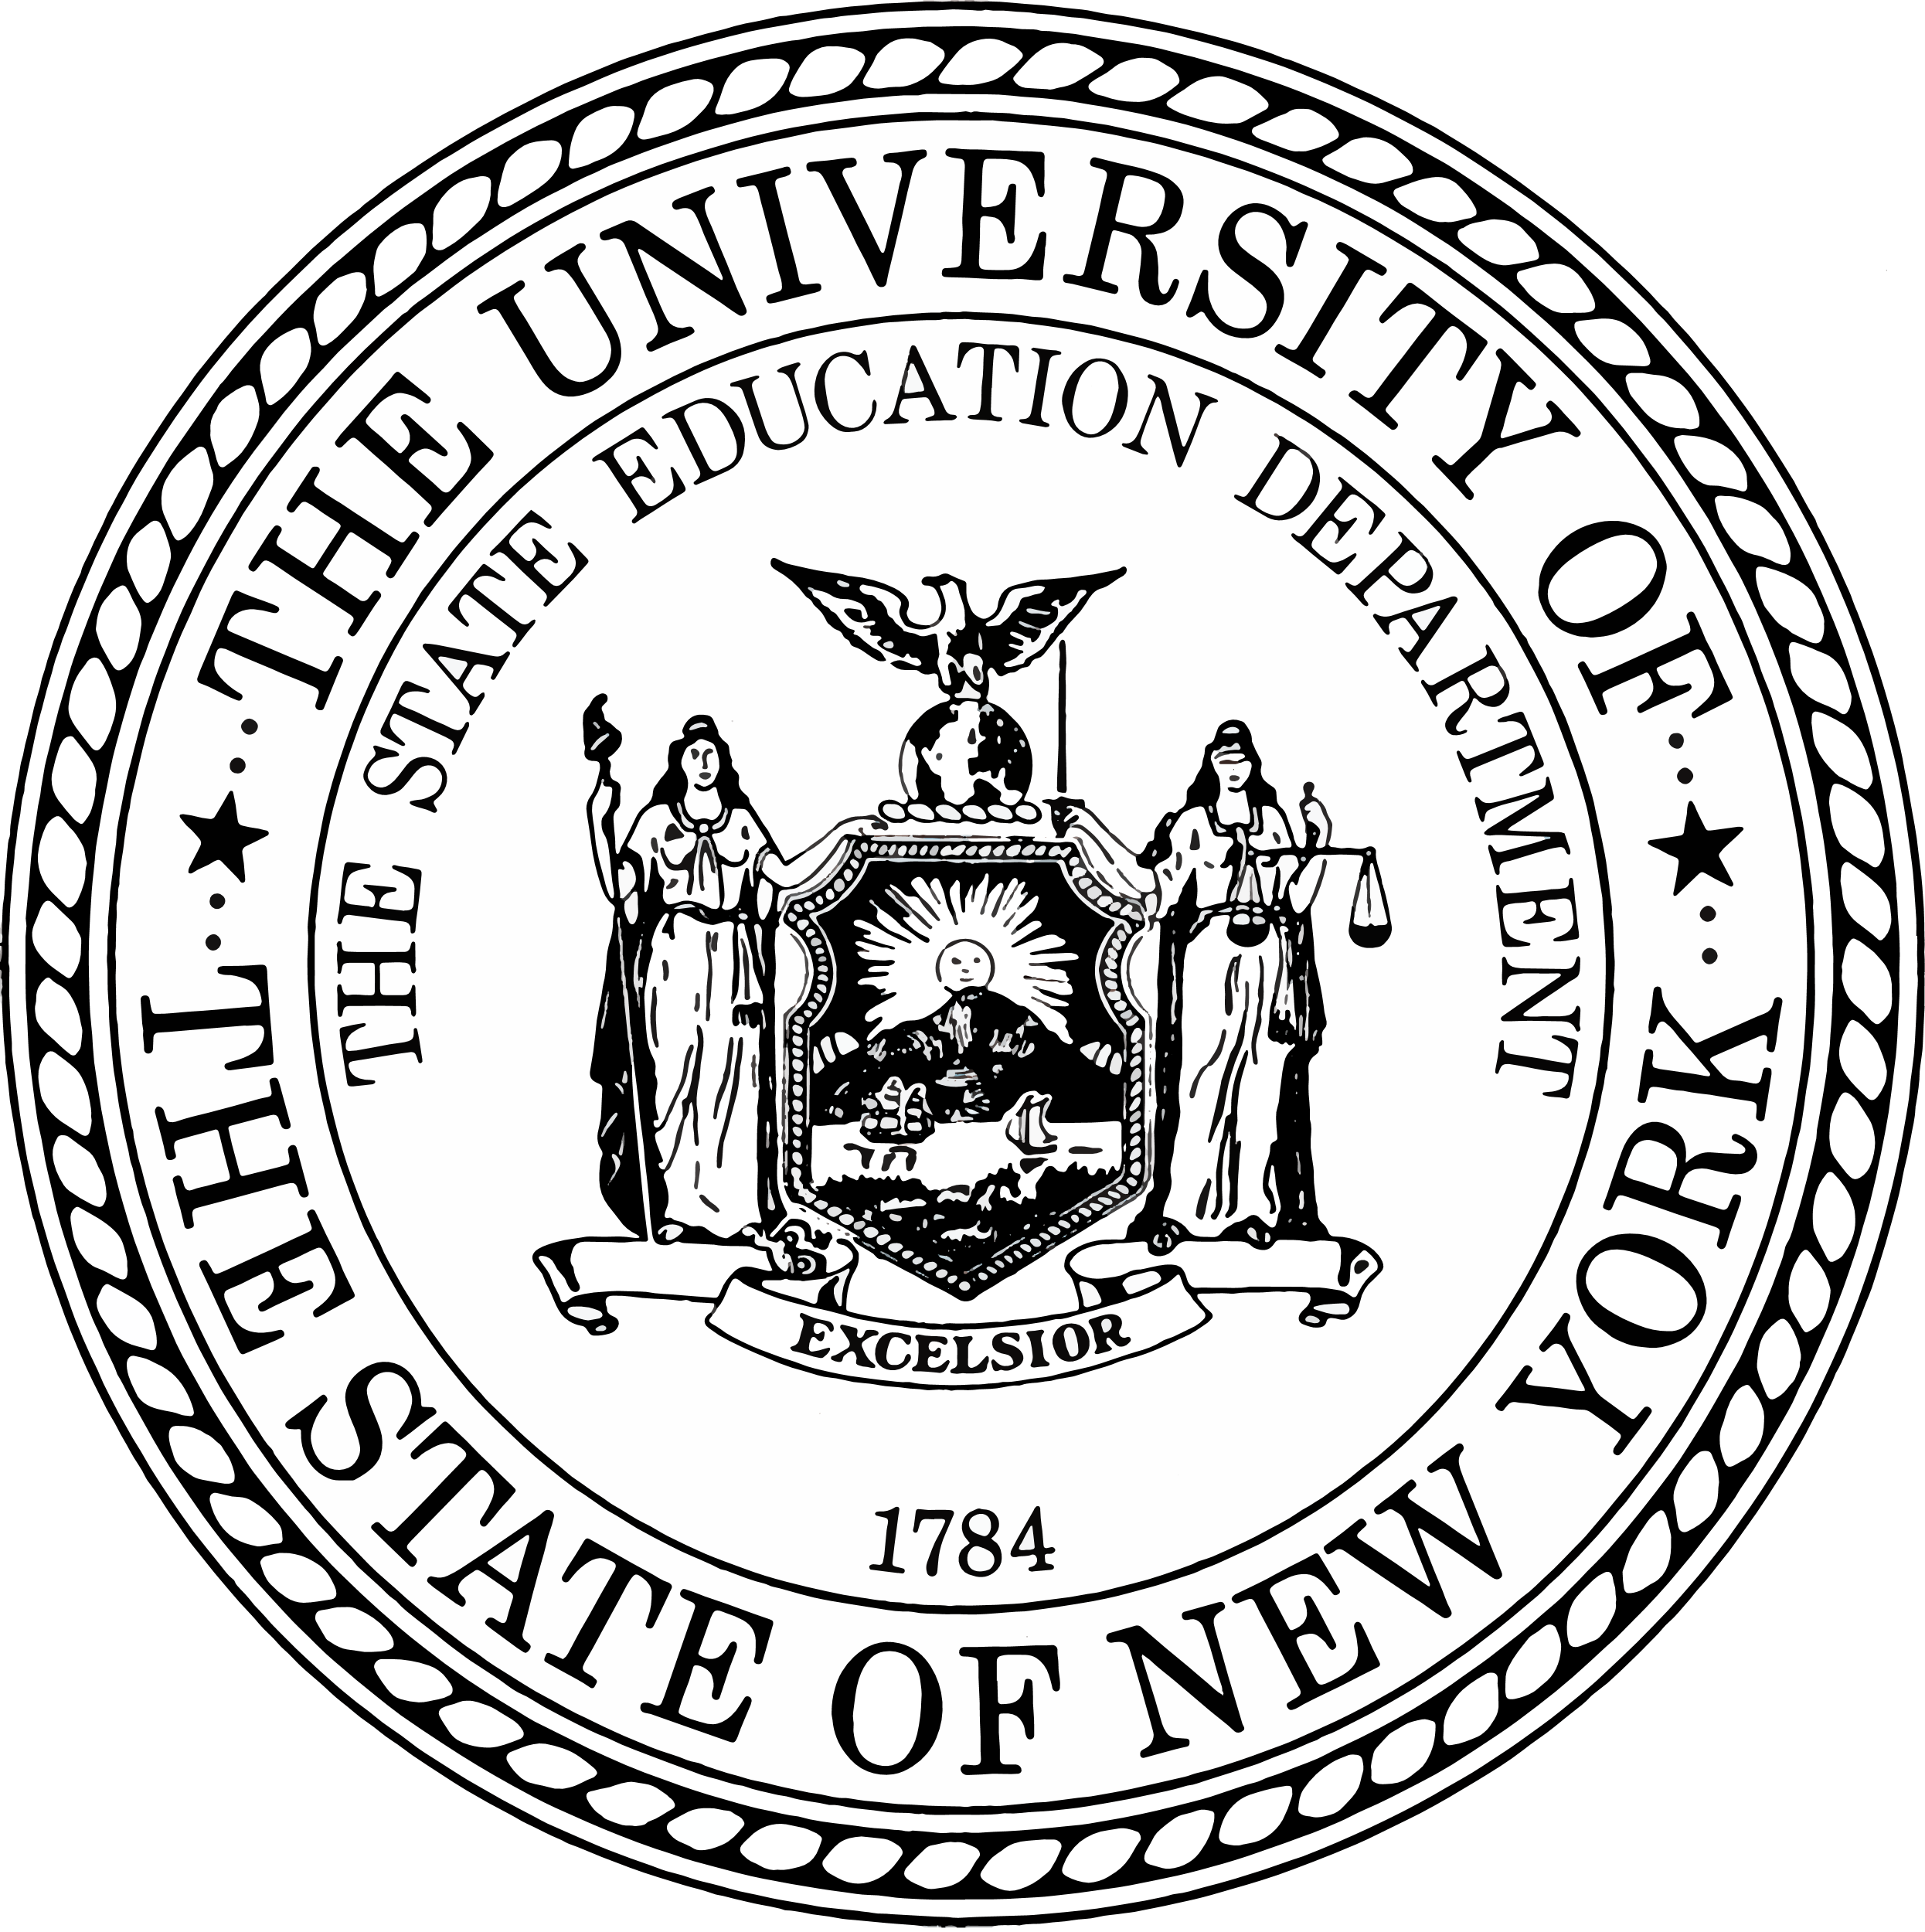 THE UNIVERSITY OF
THE STATE OF NEW YORK
THE STATE EDUCATION DEPARTMENT
EXCELSIOR
1784